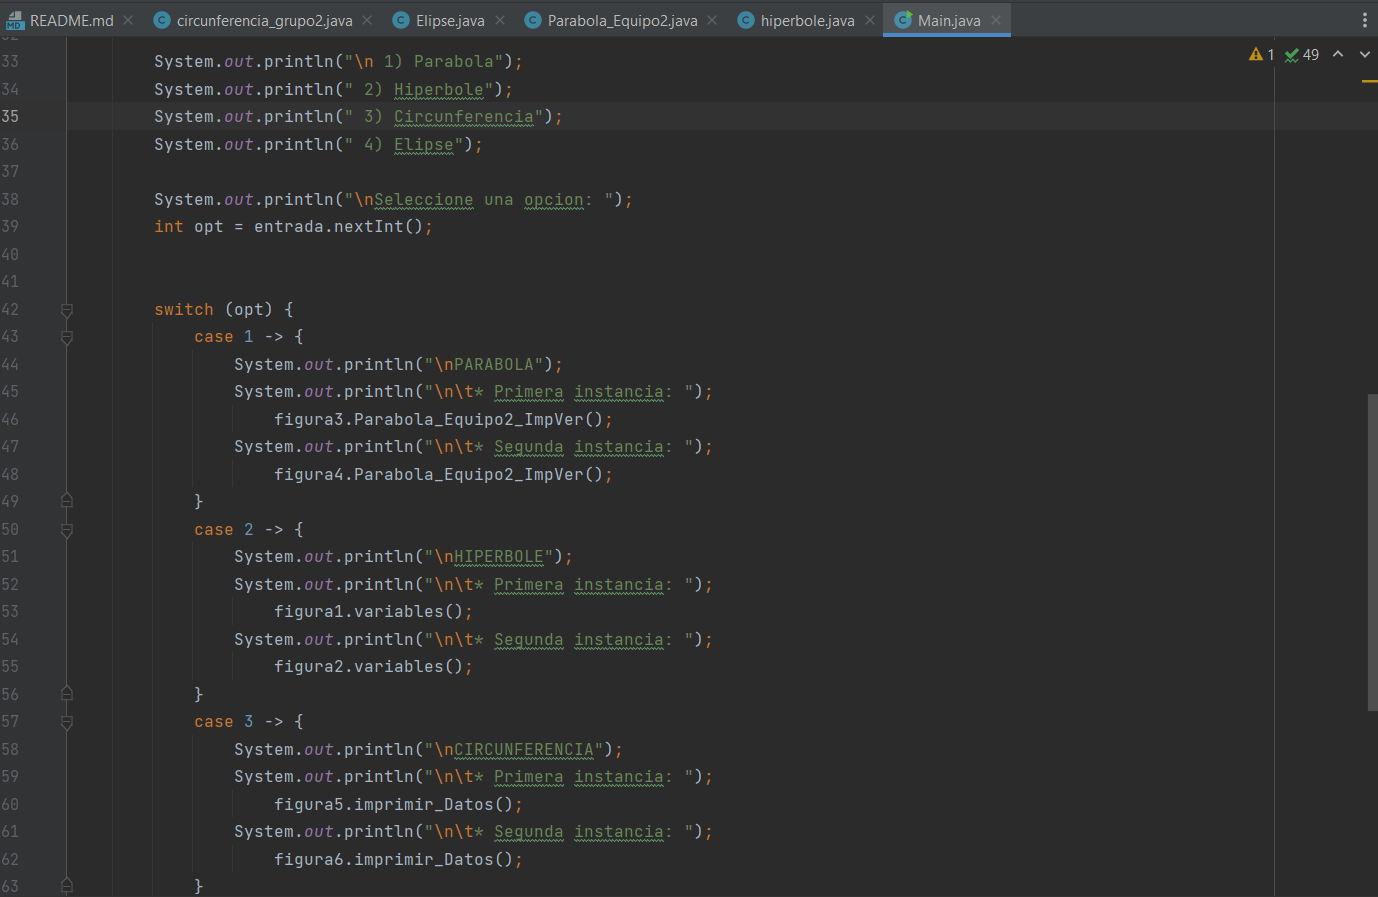 README.md circunferencia_grupo2.java Elipse.java Parabola_Equipo2.java hiperbole.java Main.java
1 49
33 System.out.println("\n 1) Parabola");
34 System.out.println(" 2) Hiperbole");
35 System.out.println(" 3) Circunferencia");
36 System.out.println(" 4) Elipse");
37
38 System.out.println("\nSeleccione una opcion: ");
39 int opt = entrada.nextInt();
40
41
42 switch (opt) {
43 case 1 -> {
44 System.out.println("\nPARABOLA");
45 System.out.println("\n\t* Primera instancia: ");
46 figura3.Parabola_Equipo2_ImpVer();
47 System.out.println("\n\t* Segunda instancia: ");
48 figura4.Parabola_Equipo2_ImpVer();
49 }
50 case 2 -> {
51 System.out.println("\nHIPERBOLE");
52 System.out.println("\n\t* Primera instancia: ");
53 figura1.variables();
54 System.out.println("\n\t* Segunda instancia: ");
55 figura2.variables();
56 }
57 case 3 -> {
58 System.out.println("\nCIRCUNFERENCIA");
59 System.out.println("\n\t* Primera instancia: ");
60 figura5.imprimir_Datos();
61 System.out.println("\n\t* Segunda instancia: ");
62 figura6.imprimir_Datos();
63 }